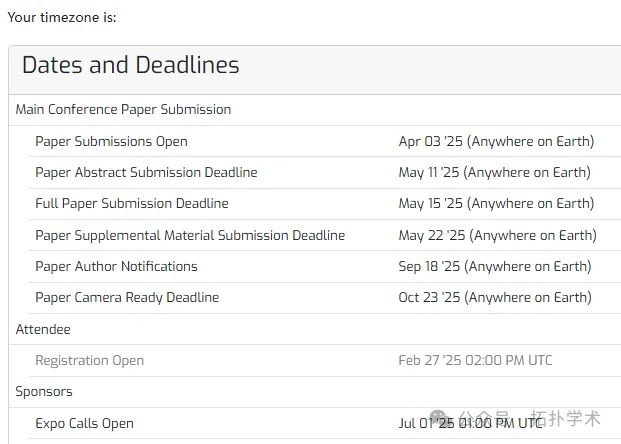 Your timezone is:
Dates and Deadlines
Main Conference Paper Submission
Paper Submissions Open Apr 03 '25 (Anywhere on Earth)
Paper Abstract Submission Deadline May 11 '25 (Anywhere on Earth)
Full Paper Submission Deadline May 15 '25 (Anywhere on Earth)
Paper Supplemental Material Submission Deadline May 22 '25 (Anywhere on Earth)
Paper Author Notifications Sep 18 '25 (Anywhere on Earth)
Paper Camera Ready Deadline Oct 23 '25 (Anywhere on Earth)
Attendee
Registration Open Feb 27 '25 02:00 PM UTC
Sponsors
Expo Calls Open Jul 01 '25 01:00 PM UTC
公众号 · 拓扑学术